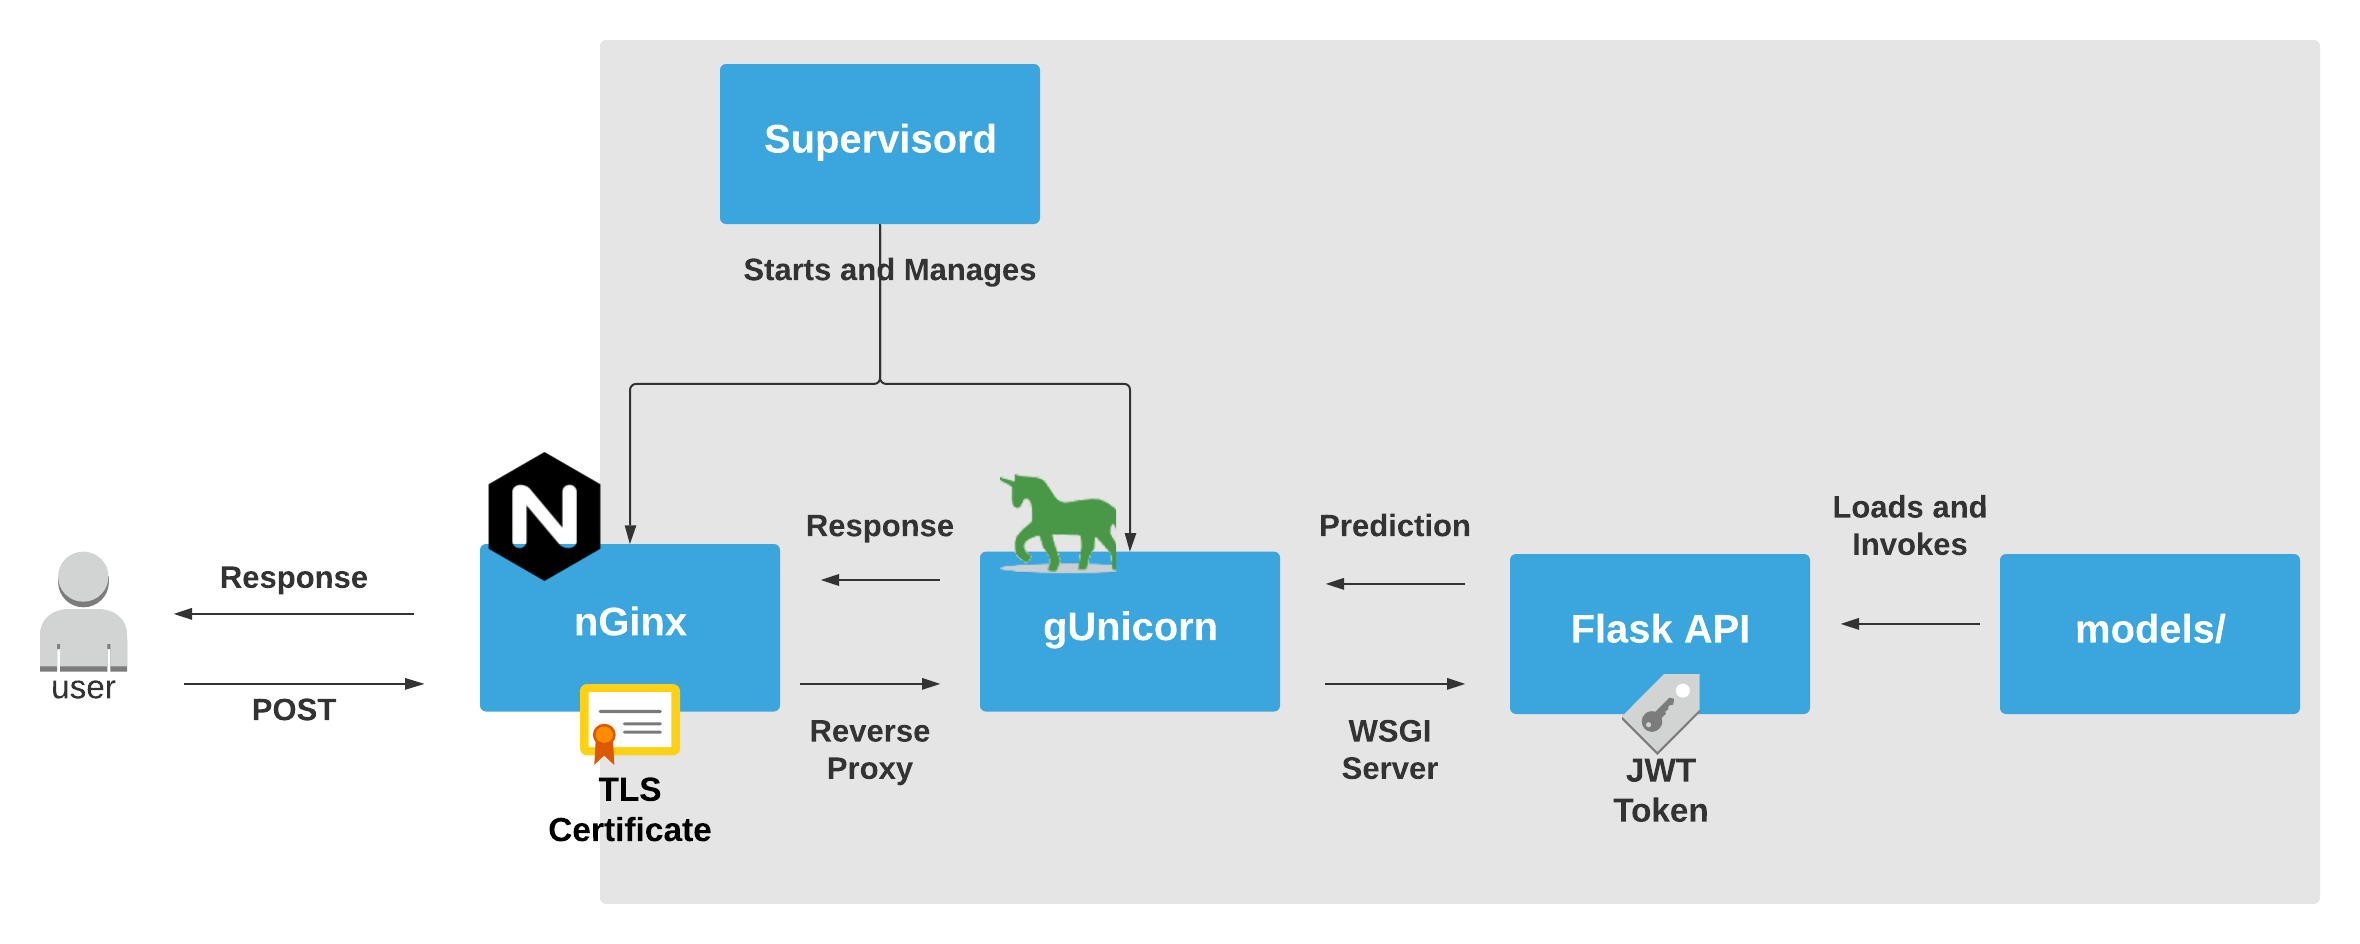 Supervisord
Starts and Manages
N
Response
user
POST
nGinx
TLS
Certificate
Response
Reverse
Proxy
gUnicorn
Prediction
WSGI
Server
Flask API
JWT
Token
Loads and
Invokes
models/